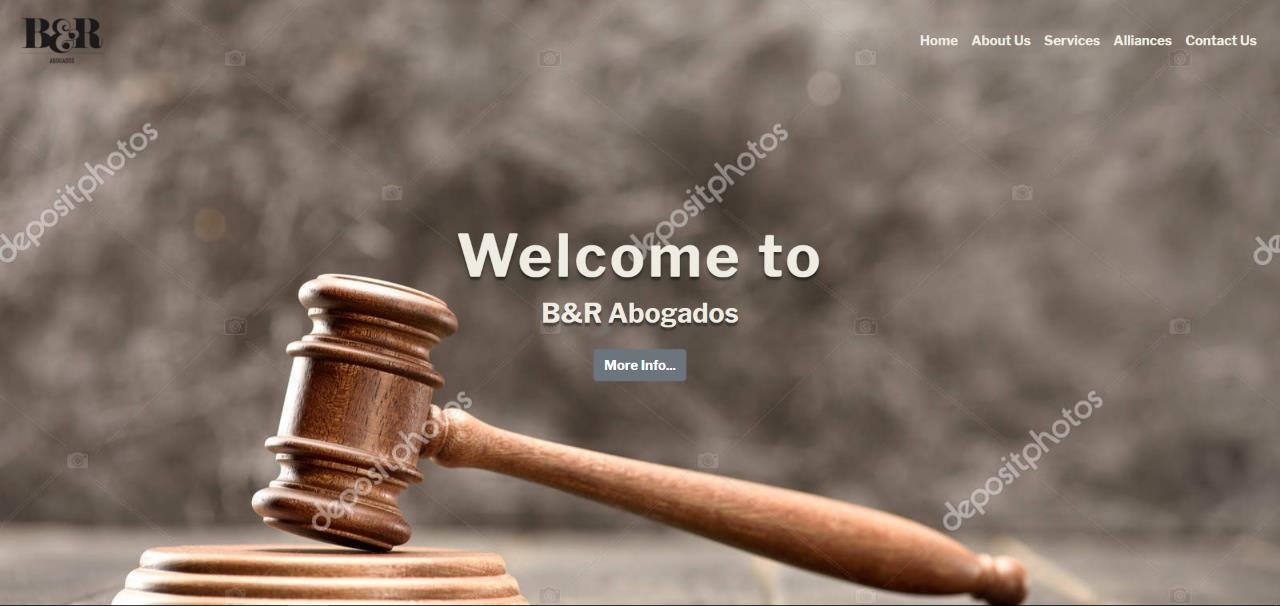 B&R
ABOGADOS
Home About Us Services Alliances Contact Us
depositphotos
depositphotos
Welcome to
B&R Abogados
More Info...
depositphotos
depositphotos